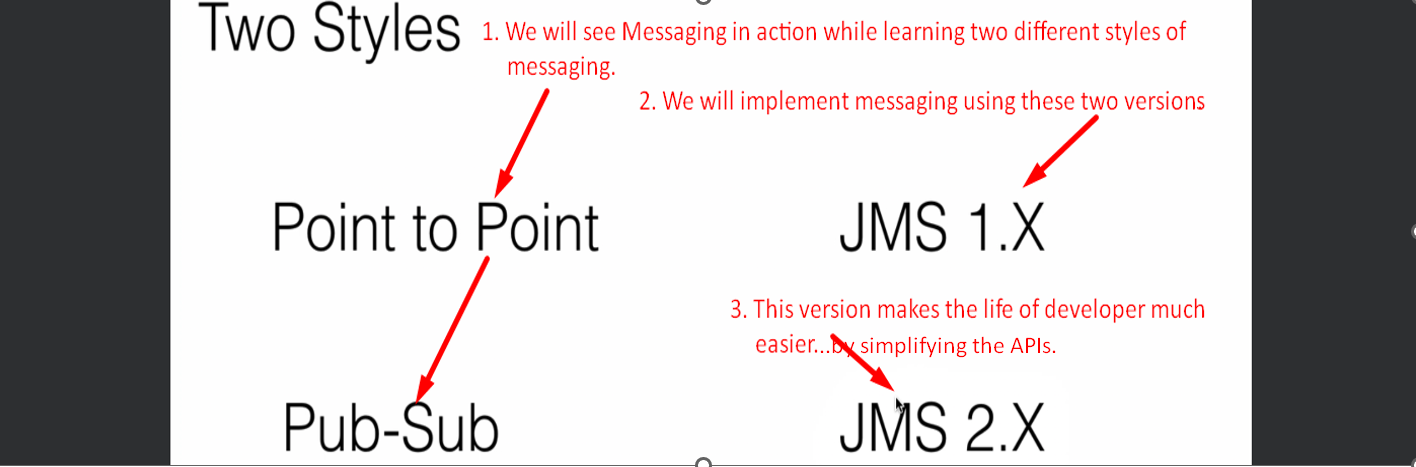 Two Styles
1. We will see Messaging in action while learning two different styles of
messaging.
2. We will implement messaging using these two versions
Point to Point
JMS 1.X
3. This version makes the life of developer much
easier...by simplifying the APIs.
Pub-Sub
JMS 2.X